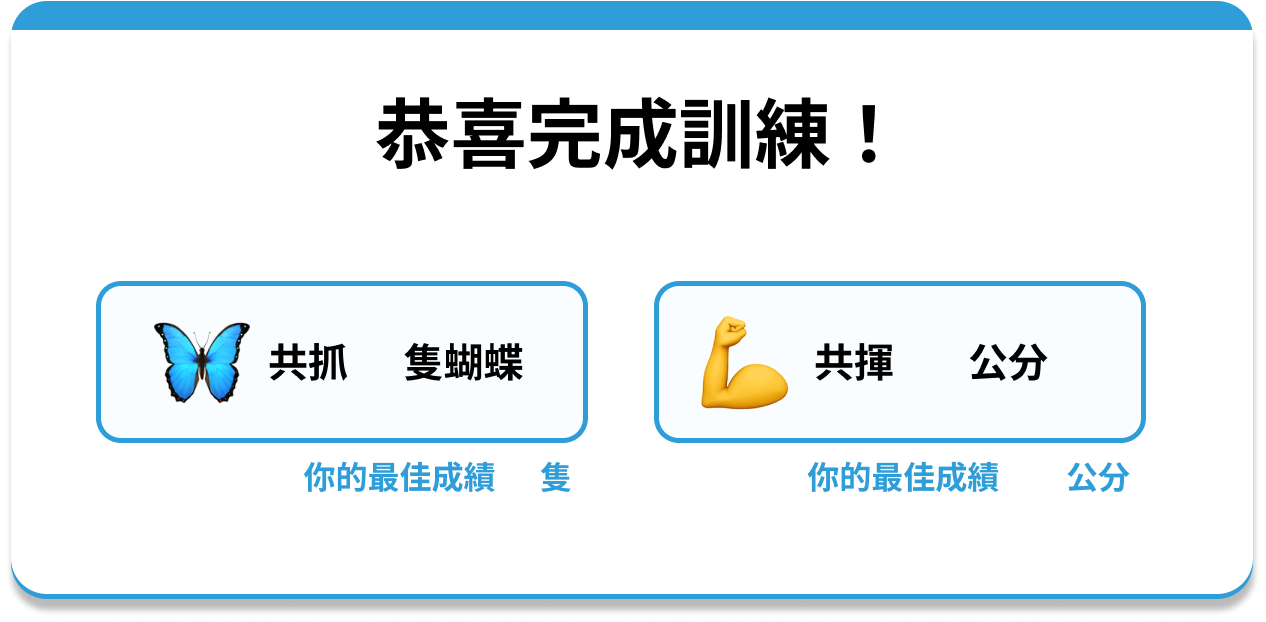 恭喜完成訓練！
共抓 隻蝴蝶
共揮 公分
你的最佳成績 隻
你的最佳成績 公分